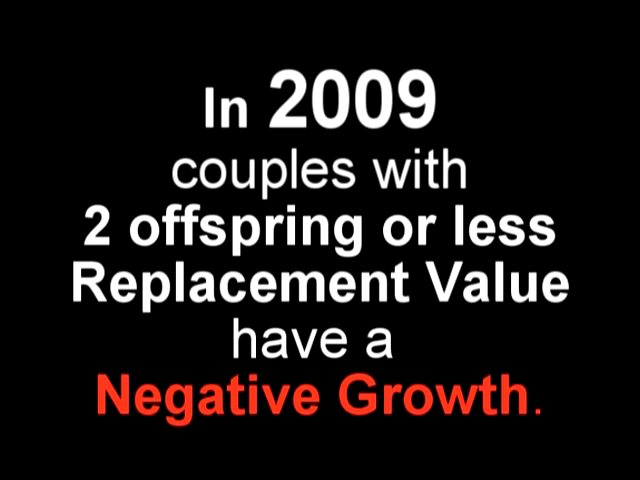 In 2009
couples with
2 offspring or less
Replacement Value
have a
Negative Growth.